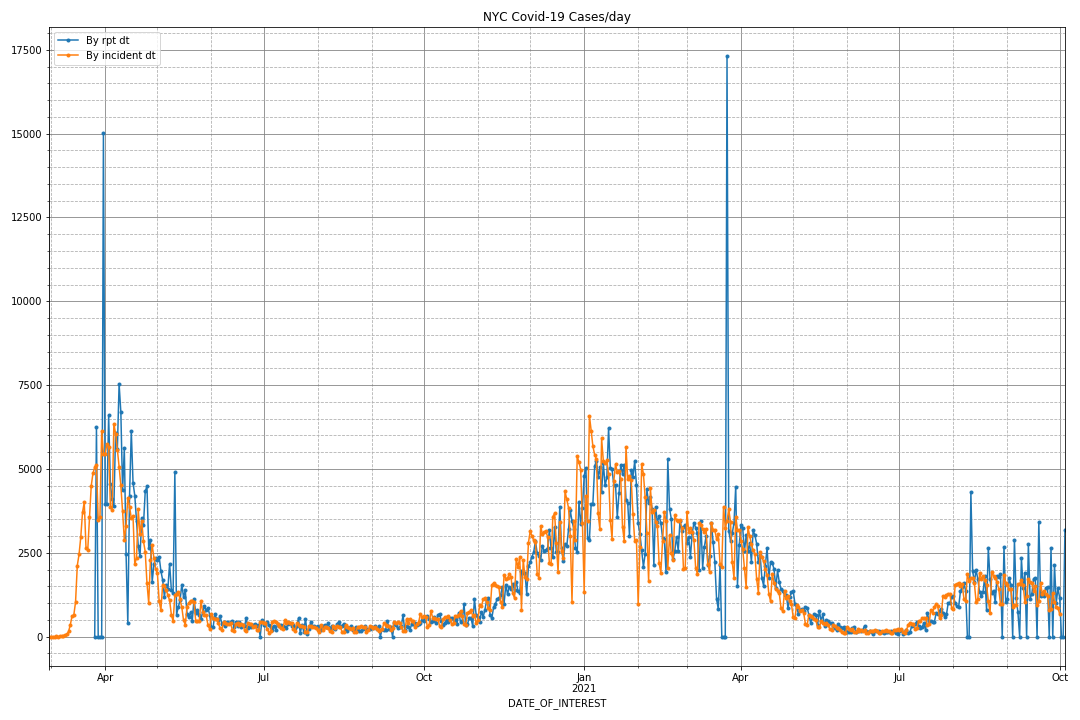 NYC Covid-19 Cases/day
By rpt dt
By incident dt
17500
15000
12500
10000
7500
5000
2500
0
Apr Jul Oct Jan Apr Jul Oct
2021
DATE_OF_INTEREST